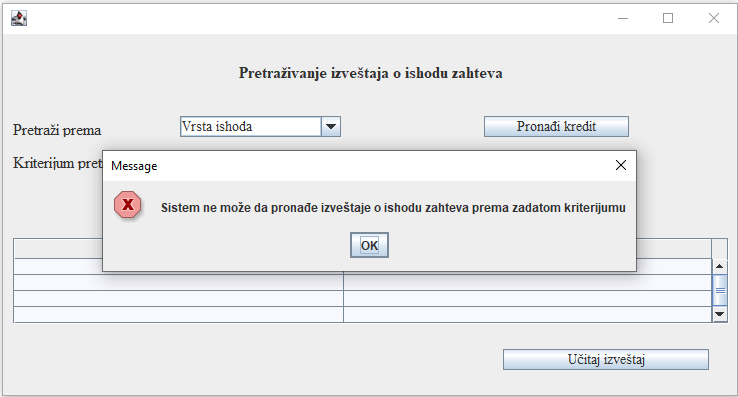 Pretraživanje izveštaja o ishodu zahteva
Pretraži prema
Vrsta ishoda
Pronađi kredit
Kriterijum
Message
Sistem ne može da pronađe izveštaje o ishodu zahteva prema zadatom kriterijumu
OK
Učitaj izveštaj